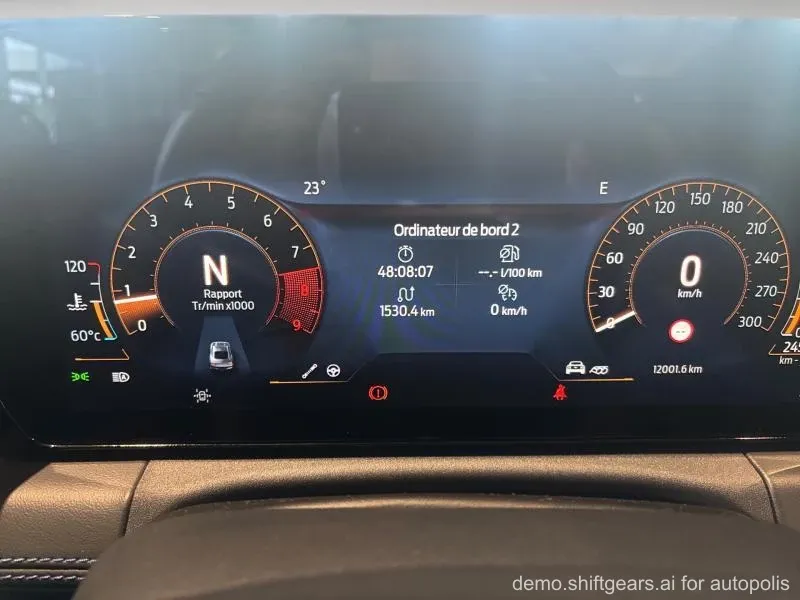 23°
E
Ordinateur de bord 2
48:08:07
--.- l/100 km
1530.4 km
0 km/h
0 1 2 3 4 5 6 7 8 9
N
Rapport
Tr/min x1000
120
60°c
0 30 60 90 120 150 180 210 240 270 300
0
km/h
12001.6 km
245
km -
demo.shiftgears.ai for autopolis